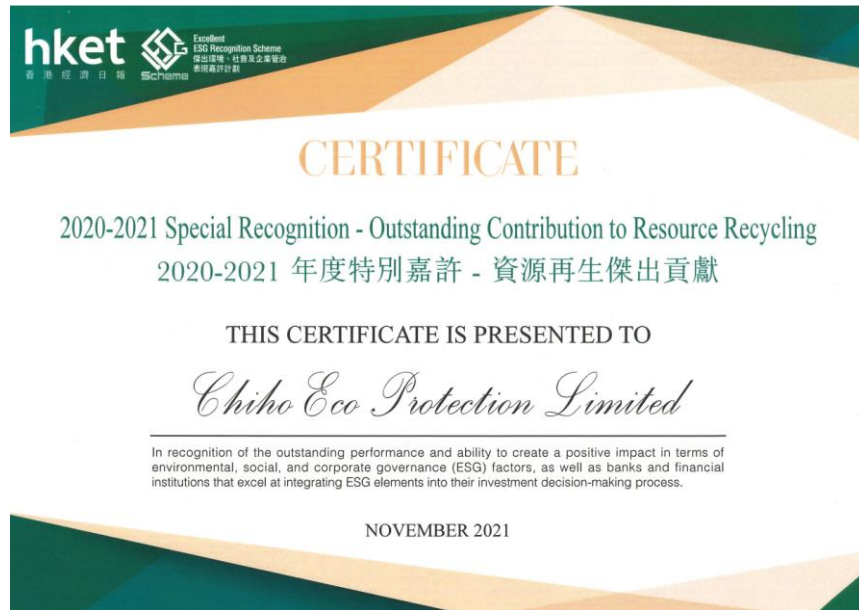 hket
香港經濟日報
ESG
Scheme
Excellent
ESG Recognition Scheme
傑出環境、社會及企業管治
表現嘉許計劃
CERTIFICATE
2020-2021 Special Recognition - Outstanding Contribution to Resource Recycling
2020-2021 年度特別嘉許 - 資源再生傑出貢獻
THIS CERTIFICATE IS PRESENTED TO
Chiho Eco Protection Limited
In recognition of the outstanding performance and ability to create a positive impact in terms of
environmental, social, and corporate governance (ESG) factors, as well as banks and financial
institutions that excel at integrating ESG elements into their investment decision-making process.
NOVEMBER 2021